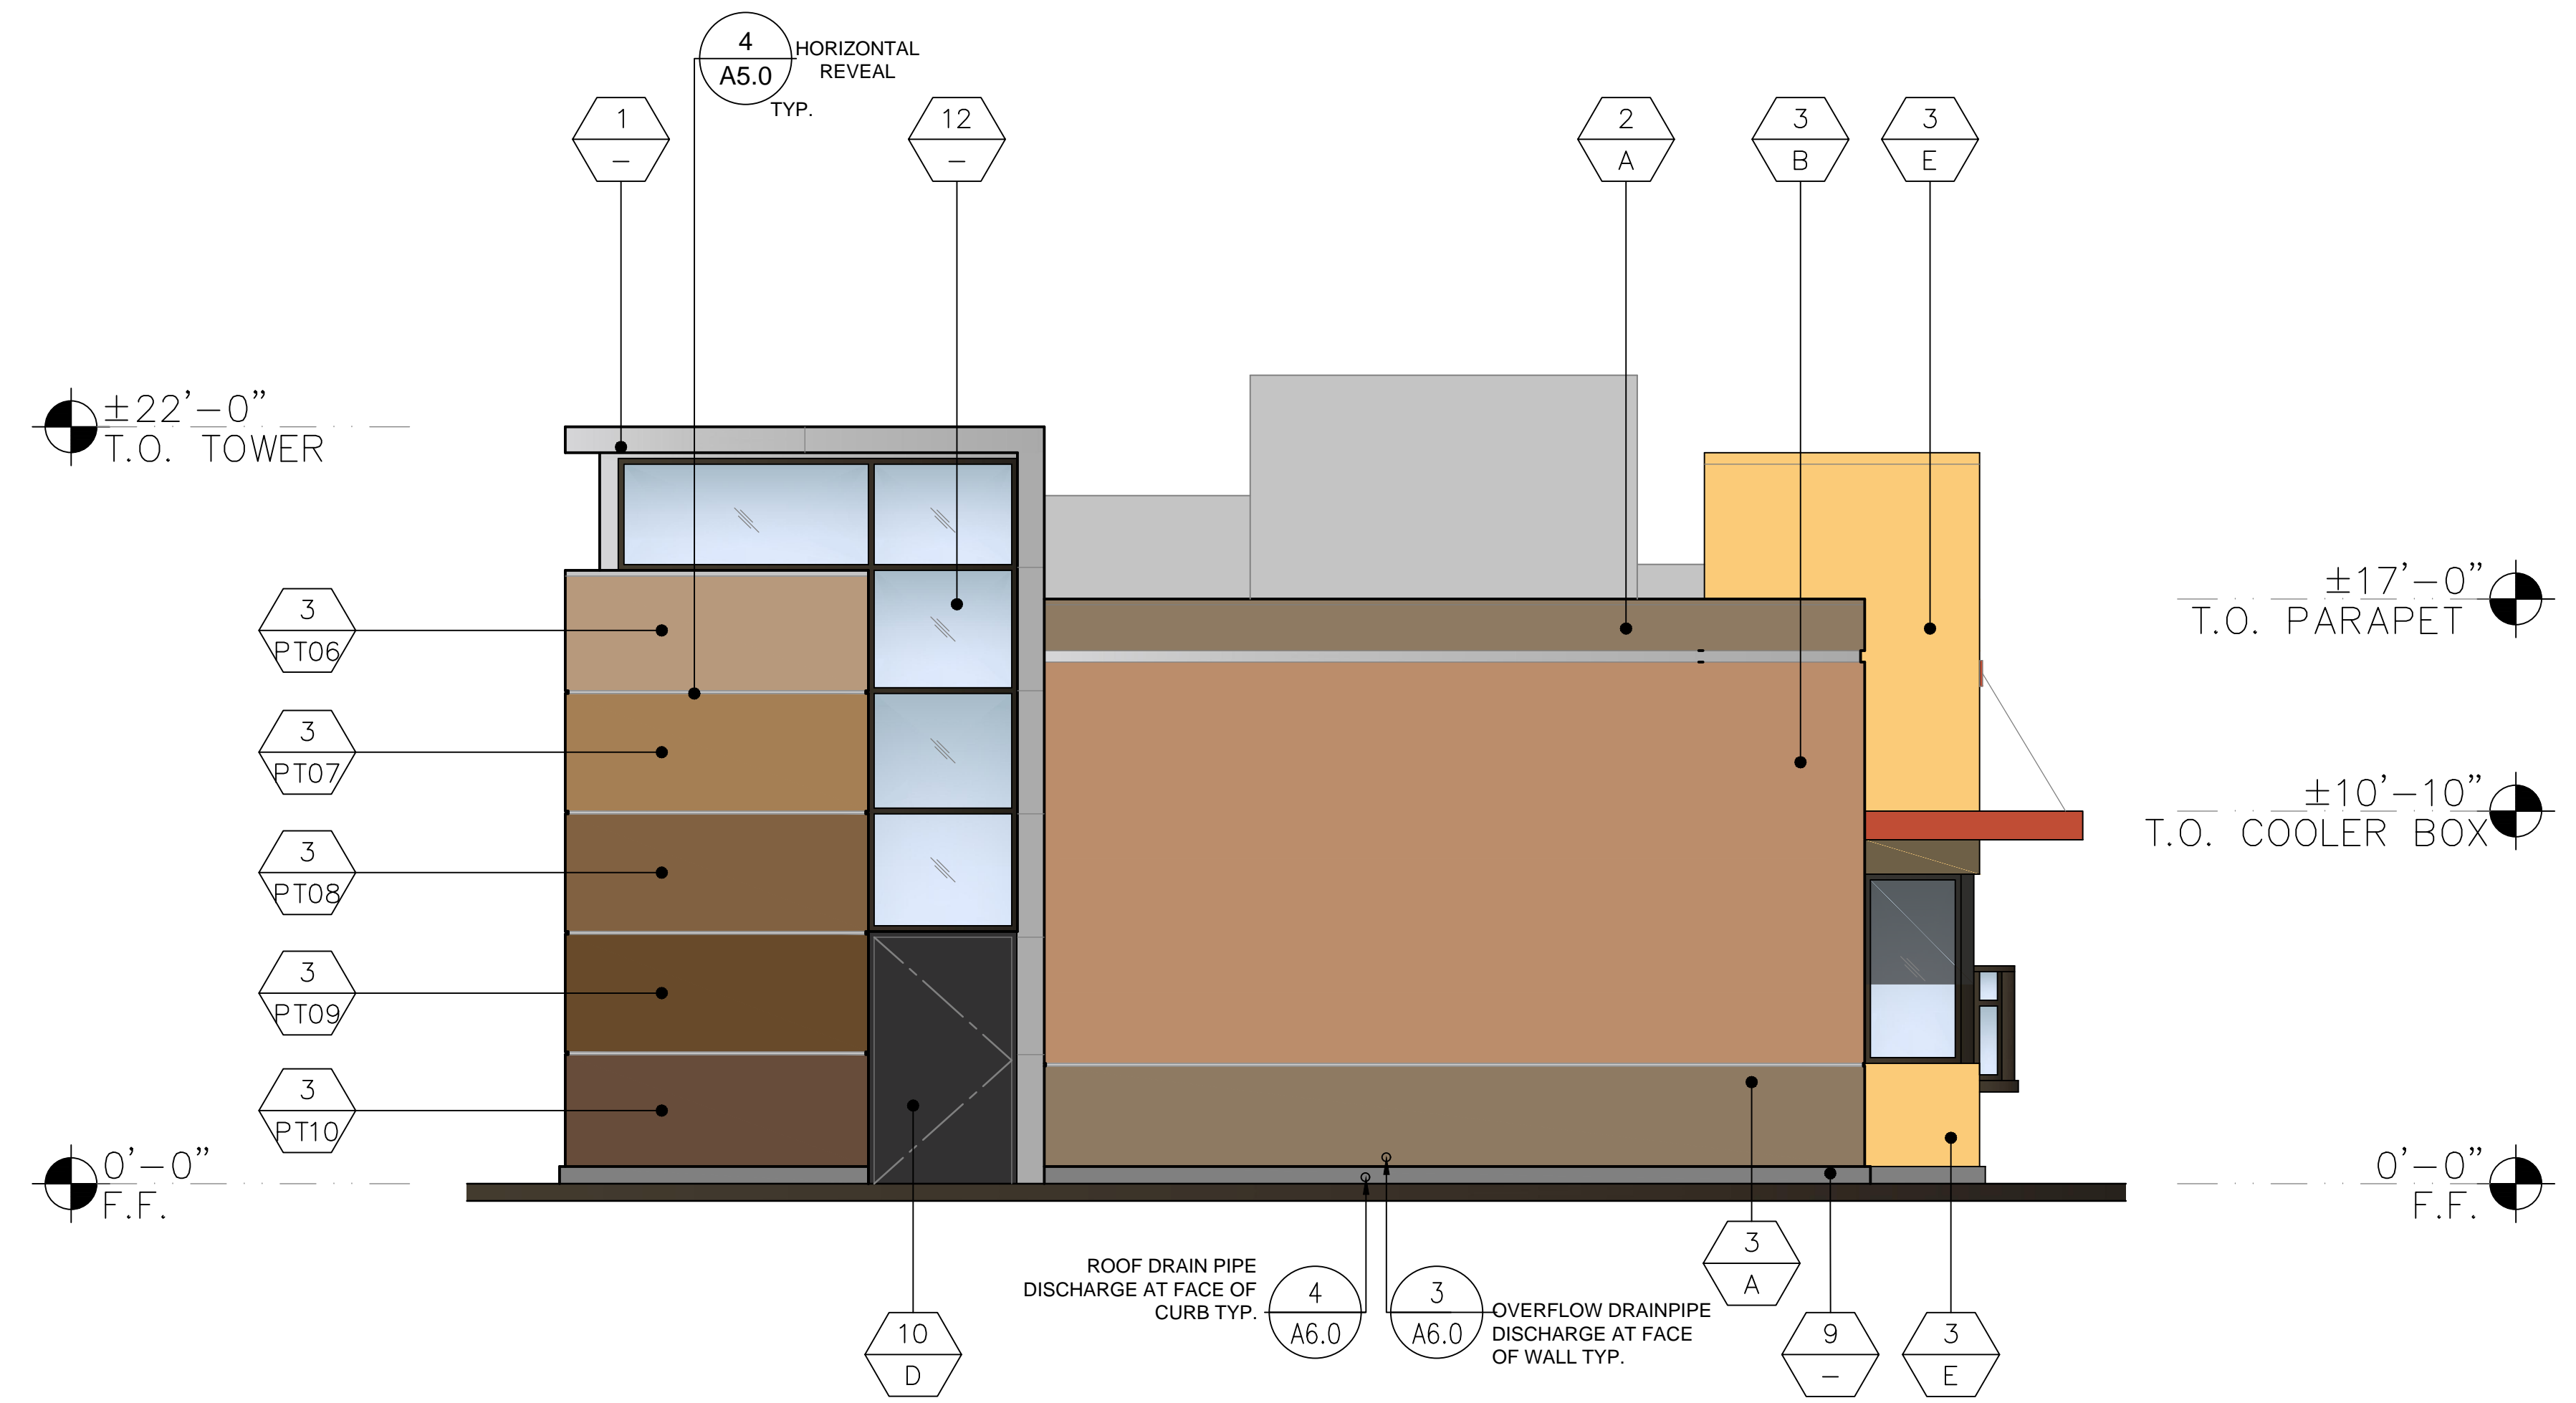 4
A5.0
HORIZONTAL
REVEAL
TYP.
1
–
12
–
2
A
3
B
3
E
±22'–0"
T.O. TOWER
±17'–0"
T.O. PARAPET
3
PT06
3
PT07
±10'–10"
T.O. COOLER BOX
3
PT08
3
PT09
3
PT10
0'–0"
F.F.
0'–0"
F.F.
3
A
ROOF DRAIN PIPE
DISCHARGE AT FACE OF
CURB TYP.
4
A6.0
3
A6.0
OVERFLOW DRAINPIPE
DISCHARGE AT FACE
OF WALL TYP.
10
D
9
–
3
E